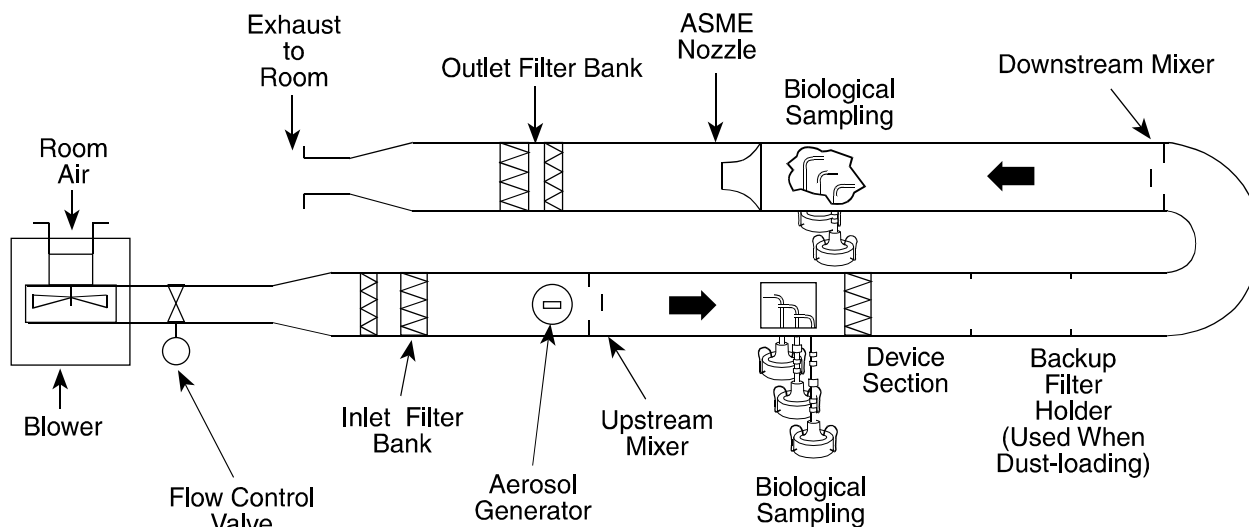 Exhaust
to
Room
ASME
Nozzle
Outlet Filter Bank
Biological
Sampling
Downstream Mixer
Room
Air
Blower
Flow Control
Valve
Inlet Filter
Bank
Aerosol
Generator
Upstream
Mixer
Biological
Sampling
Device
Section
Backup
Filter
Holder
(Used When
Dust-loading)